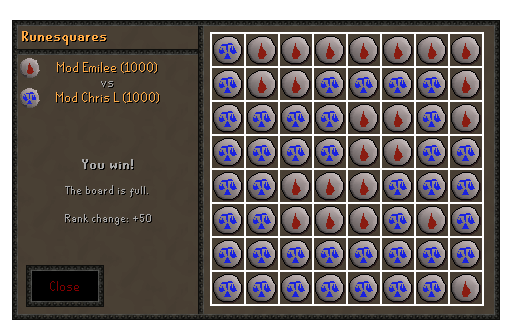 Runesquares
Mod Emilee (1000)
vs
Mod Chris L (1000)
You win!
The board is full.
Rank change: +50
Close